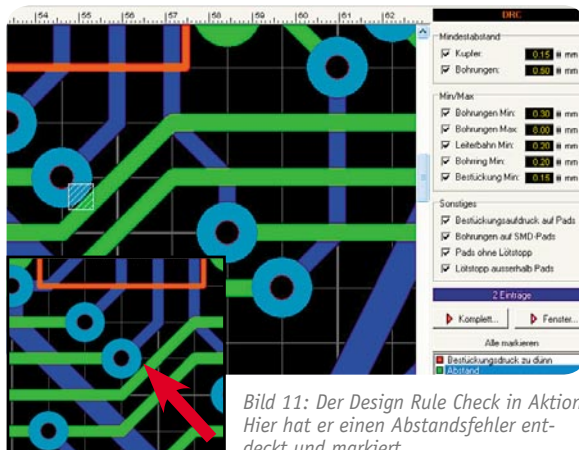 54 55 56 57 58 59 60 61 62
DRC
Mindestabstand
Kupfer: 0.15 mm
Bohrungen: 0.50 mm
Min/Max
Bohrungen Min: 0.30 mm
Bohrungen Max: 8.00 mm
Leiterbahn Min: 0.20 mm
Bohrring Min: 0.20 mm
Bestückung Min: 0.15 mm
Sonstiges
Bestückungsaufdruck auf Pads
Bohrungen auf SMD-Pads
Pads ohne Lötstopp
Lötstopp ausserhalb Pads
2 Einträge
Komplett... Fenster...
Alle markieren
Bestückungsdruck zu dünn
Abstand
Bild 11: Der Design Rule Check in Aktion
Hier hat er einen Abstandsfehler ent-
deckt und markiert